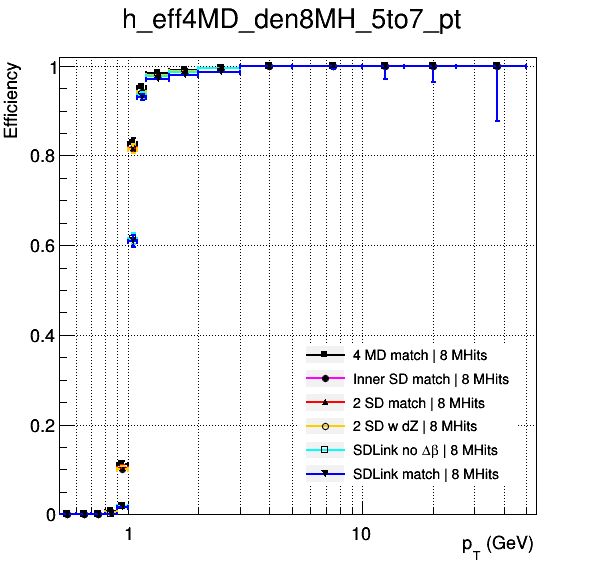 h_eff4MD_den8MH_5to7_pt
Efficiency
1
0.8
0.6
0.4
0.2
0
4 MD match | 8 MHits
Inner SD match | 8 MHits
2 SD match | 8 MHits
2 SD w dZ | 8 MHits
SDLink no Δβ | 8 MHits
SDLink match | 8 MHits
1
10
p_T (GeV)